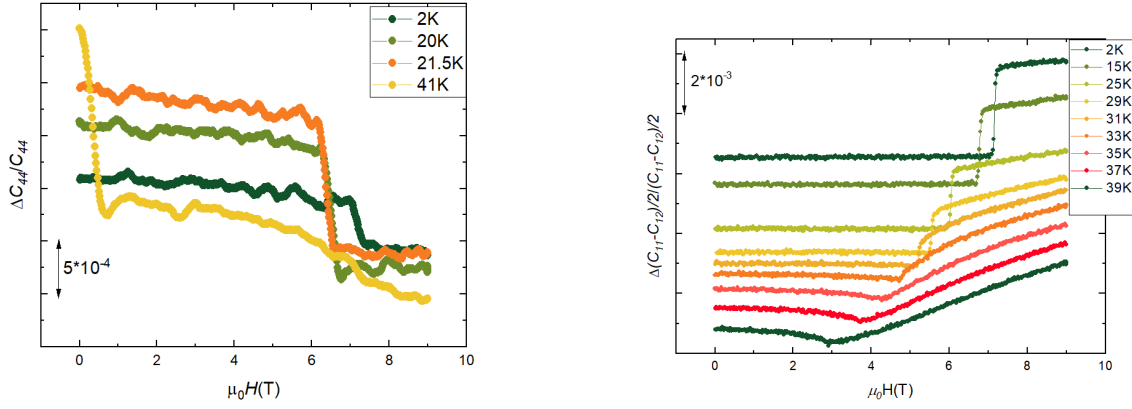 2K
20K
21.5K
41K
ΔC₄₄/C₄₄
5*10⁻⁴
0 2 4 6 8 10
μ₀H(T)
2*10⁻³
2K
15K
25K
29K
31K
33K
35K
37K
39K
Δ(C₁₁-C₁₂)/2/(C₁₁-C₁₂)/2
0 2 4 6 8 10
μ₀H(T)